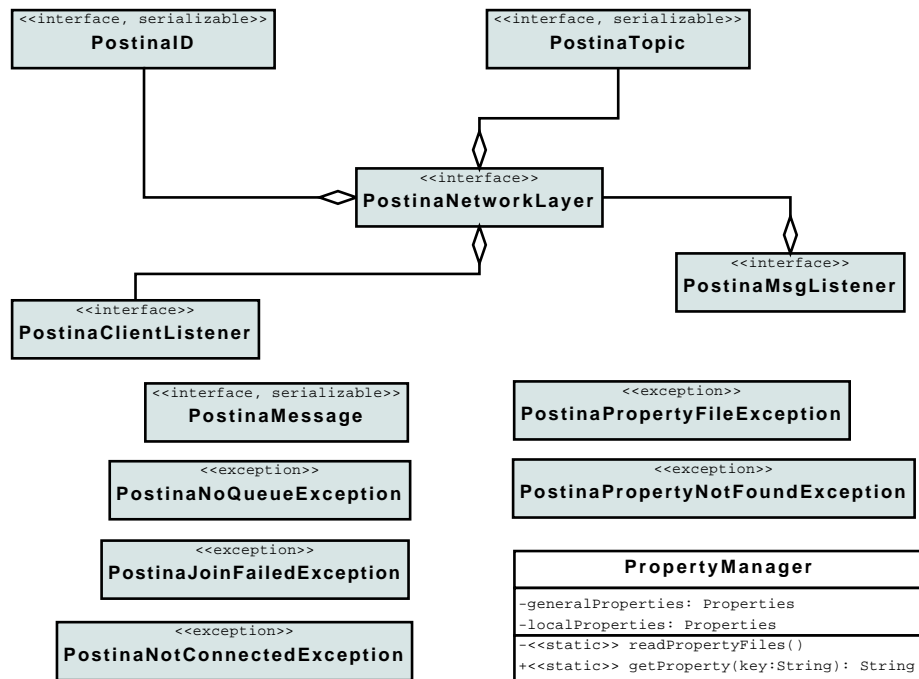 <<interface, serializable>>
PostinaID
<<interface, serializable>>
PostinaTopic
<<interface>>
PostinaNetworkLayer
<<interface>>
PostinaMsgListener
<<interface>>
PostinaClientListener
<<interface, serializable>>
PostinaMessage
<<exception>>
PostinaPropertyFileException
<<exception>>
PostinaNoQueueException
<<exception>>
PostinaPropertyNotFoundException
<<exception>>
PostinaJoinFailedException
<<exception>>
PostinaNotConnectedException
PropertyManager
-generalProperties: Properties
-localProperties: Properties
-<<static>> readPropertyFiles()
+<<static>> getProperty(key:String): String